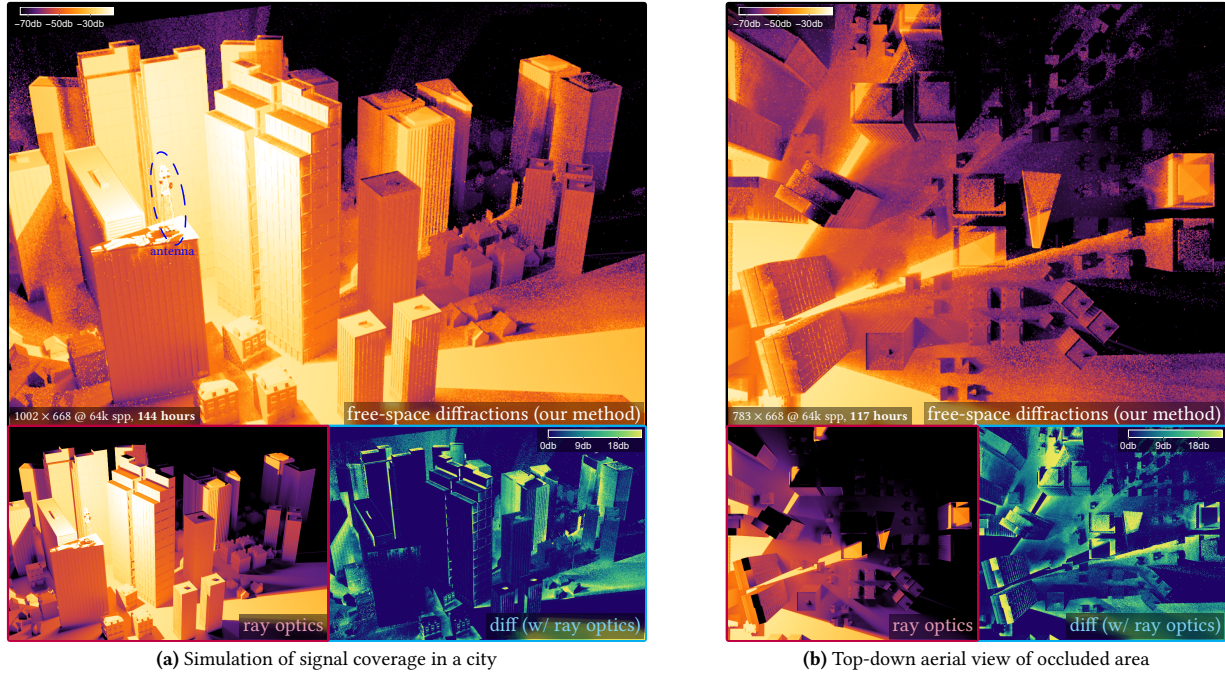 −70db −50db −30db
antenna
1002 × 668 @ 64k spp, 144 hours
free-space diffractions (our method)
ray optics
0db 9db 18db
diff (w/ ray optics)
(a) Simulation of signal coverage in a city
−70db −50db −30db
783 × 668 @ 64k spp, 117 hours
free-space diffractions (our method)
ray optics
0db 9db 18db
diff (w/ ray optics)
(b) Top-down aerial view of occluded area